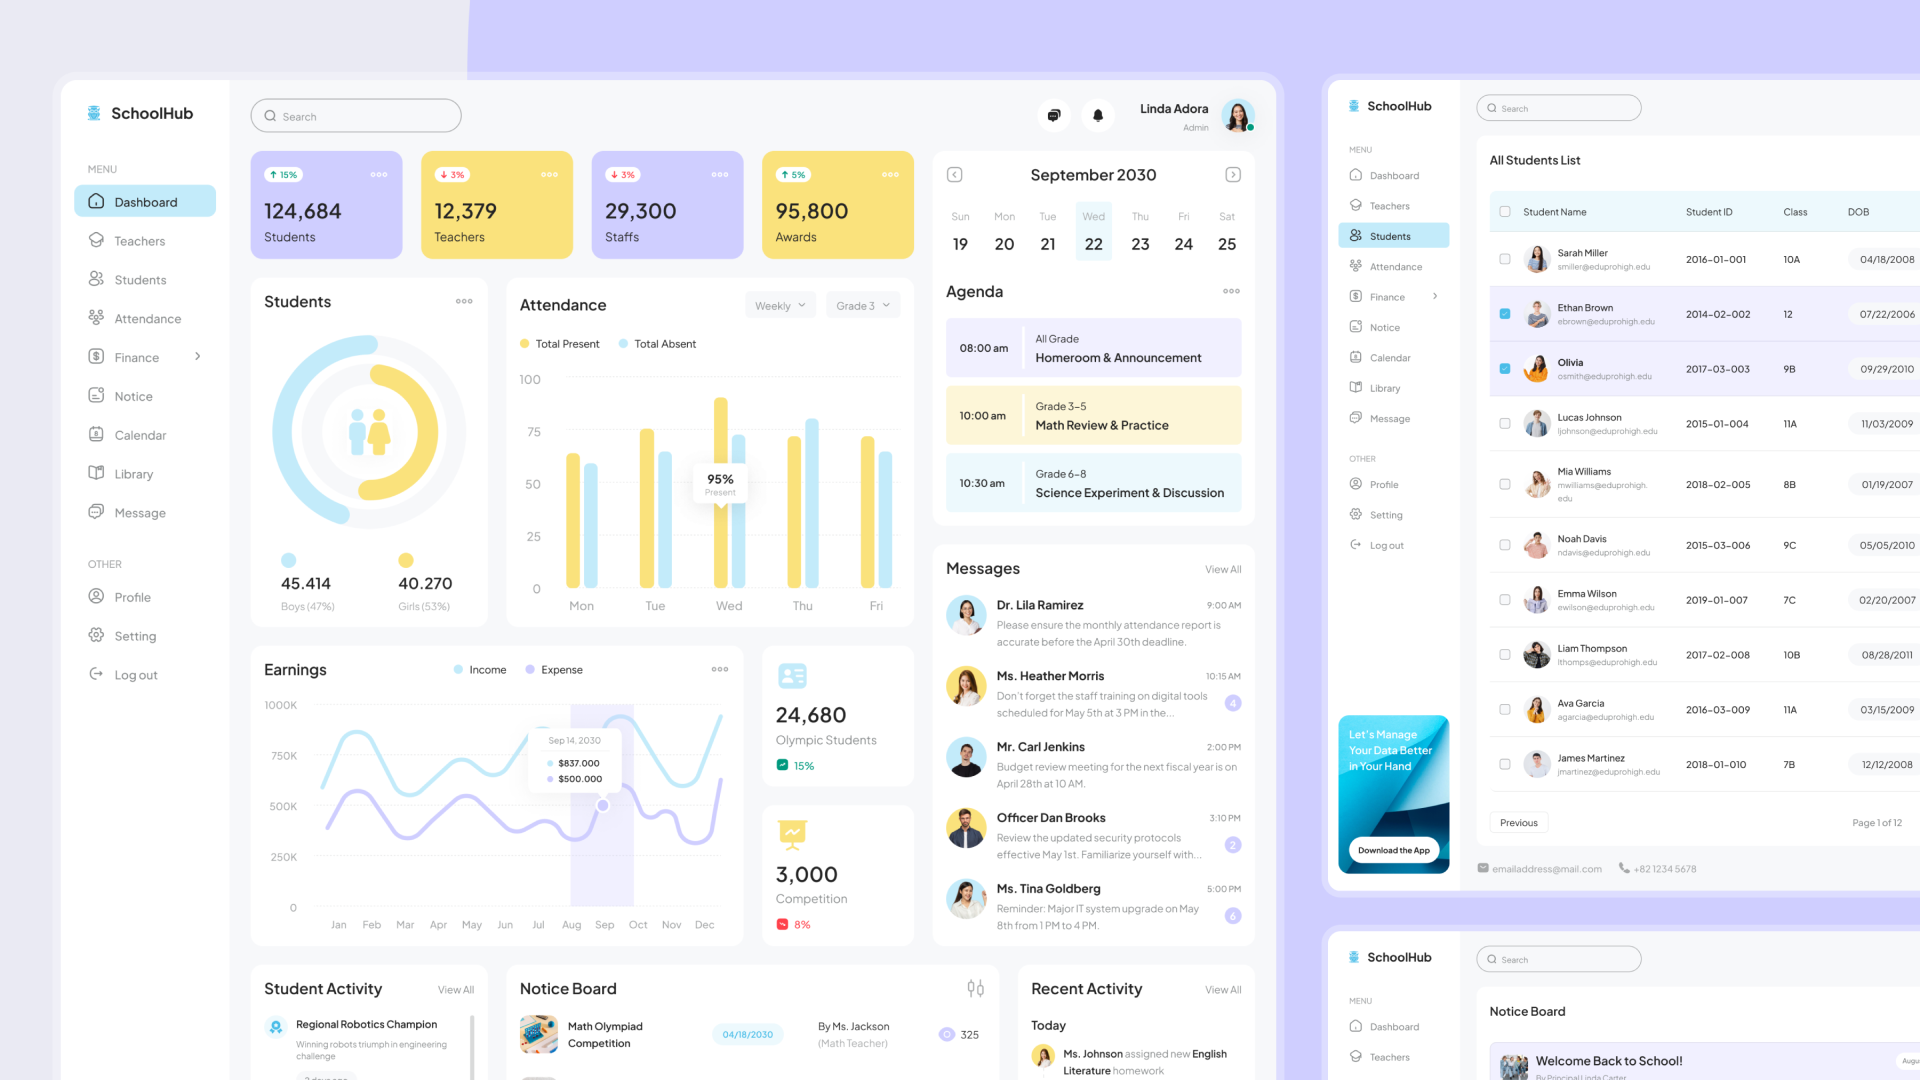 SchoolHub
MENU
Dashboard
Teachers
Students
Attendance
Finance
Notice
Calendar
Library
Message
OTHER
Profile
Setting
Log out
Search
Linda Adora
Admin
15%
124,684
Students
3%
12,379
Teachers
3%
29,300
Staffs
5%
95,800
Awards
Students
45.414
Boys (47%)
40.270
Girls (53%)
Attendance
Weekly
Grade 3
Total Present
Total Absent
100
75
50
25
0
95%
Present
Mon
Tue
Wed
Thu
Fri
September 2030
Sun Mon Tue Wed Thu Fri Sat
19 20 21 22 23 24 25
Agenda
08:00 am
All Grade
Homeroom & Announcement
10:00 am
Grade 3-5
Math Review & Practice
10:30 am
Grade 6-8
Science Experiment & Discussion
Earnings
Income
Expense
1000K
750K
500K
250K
0
Sep 14, 2030
$837.000
$500.000
Jan Feb Mar Apr May Jun Jul Aug Sep Oct Nov Dec
24,680
Olympic Students
15%
3,000
Competition
8%
Messages
View All
Dr. Lila Ramirez
9:00 AM
Please ensure the monthly attendance report is
accurate before the April 30th deadline.
Ms. Heather Morris
10:15 AM
Don't forget the staff training on digital tools
scheduled for May 5th at 3 PM in the...
4
Mr. Carl Jenkins
2:00 PM
Budget review meeting for the next fiscal year is on
April 28th at 10 AM.
Officer Dan Brooks
3:10 PM
Review the updated security protocols
effective May 1st. Familiarize yourself with...
2
Ms. Tina Goldberg
5:00 PM
Reminder: Major IT system upgrade on May
8th from 1 PM to 4 PM.
6
Student Activity
View All
Regional Robotics Champion
Winning robots triumph in engineering
challenge
2 days ago
Notice Board
Math Olympiad
Competition
04/18/2030
By Ms. Jackson
(Math Teacher)
325
Recent Activity
View All
Today
Ms. Johnson assigned new English
Literature homework
SchoolHub
MENU
Dashboard
Teachers
Students
Attendance
Finance
Notice
Calendar
Library
Message
OTHER
Profile
Setting
Log out
Let's Manage
Your Data Better
in Your Hand
Download the App
Search
All Students List
Student Name Student ID Class DOB
Sarah Miller
smiller@eduprohigh.edu
2016-01-001 10A 04/18/2008
Ethan Brown
ebrown@eduprohigh.edu
2014-02-002 12 07/22/2006
Olivia
osmith@eduprohigh.edu
2017-03-003 9B 09/29/2010
Lucas Johnson
ljohnson@eduprohigh.edu
2015-01-004 11A 11/03/2009
Mia Williams
mwilliams@eduprohigh.
edu
2018-02-005 8B 01/19/2007
Noah Davis
ndavis@eduprohigh.edu
2015-03-006 9C 05/05/2010
Emma Wilson
ewilson@eduprohigh.edu
2019-01-007 7C 02/20/2007
Liam Thompson
lthomps@eduprohigh.edu
2017-02-008 10B 08/28/2011
Ava Garcia
agarcia@eduprohigh.edu
2016-03-009 11A 03/15/2009
James Martinez
jmartinez@eduprohigh.edu
2018-01-010 7B 12/12/2008
Previous
Page 1 of 12
emailaddress@mail.com
+82 1234 5678
SchoolHub
MENU
Dashboard
Teachers
Search
Notice Board
Welcome Back to School!
By Principal Linda Carter